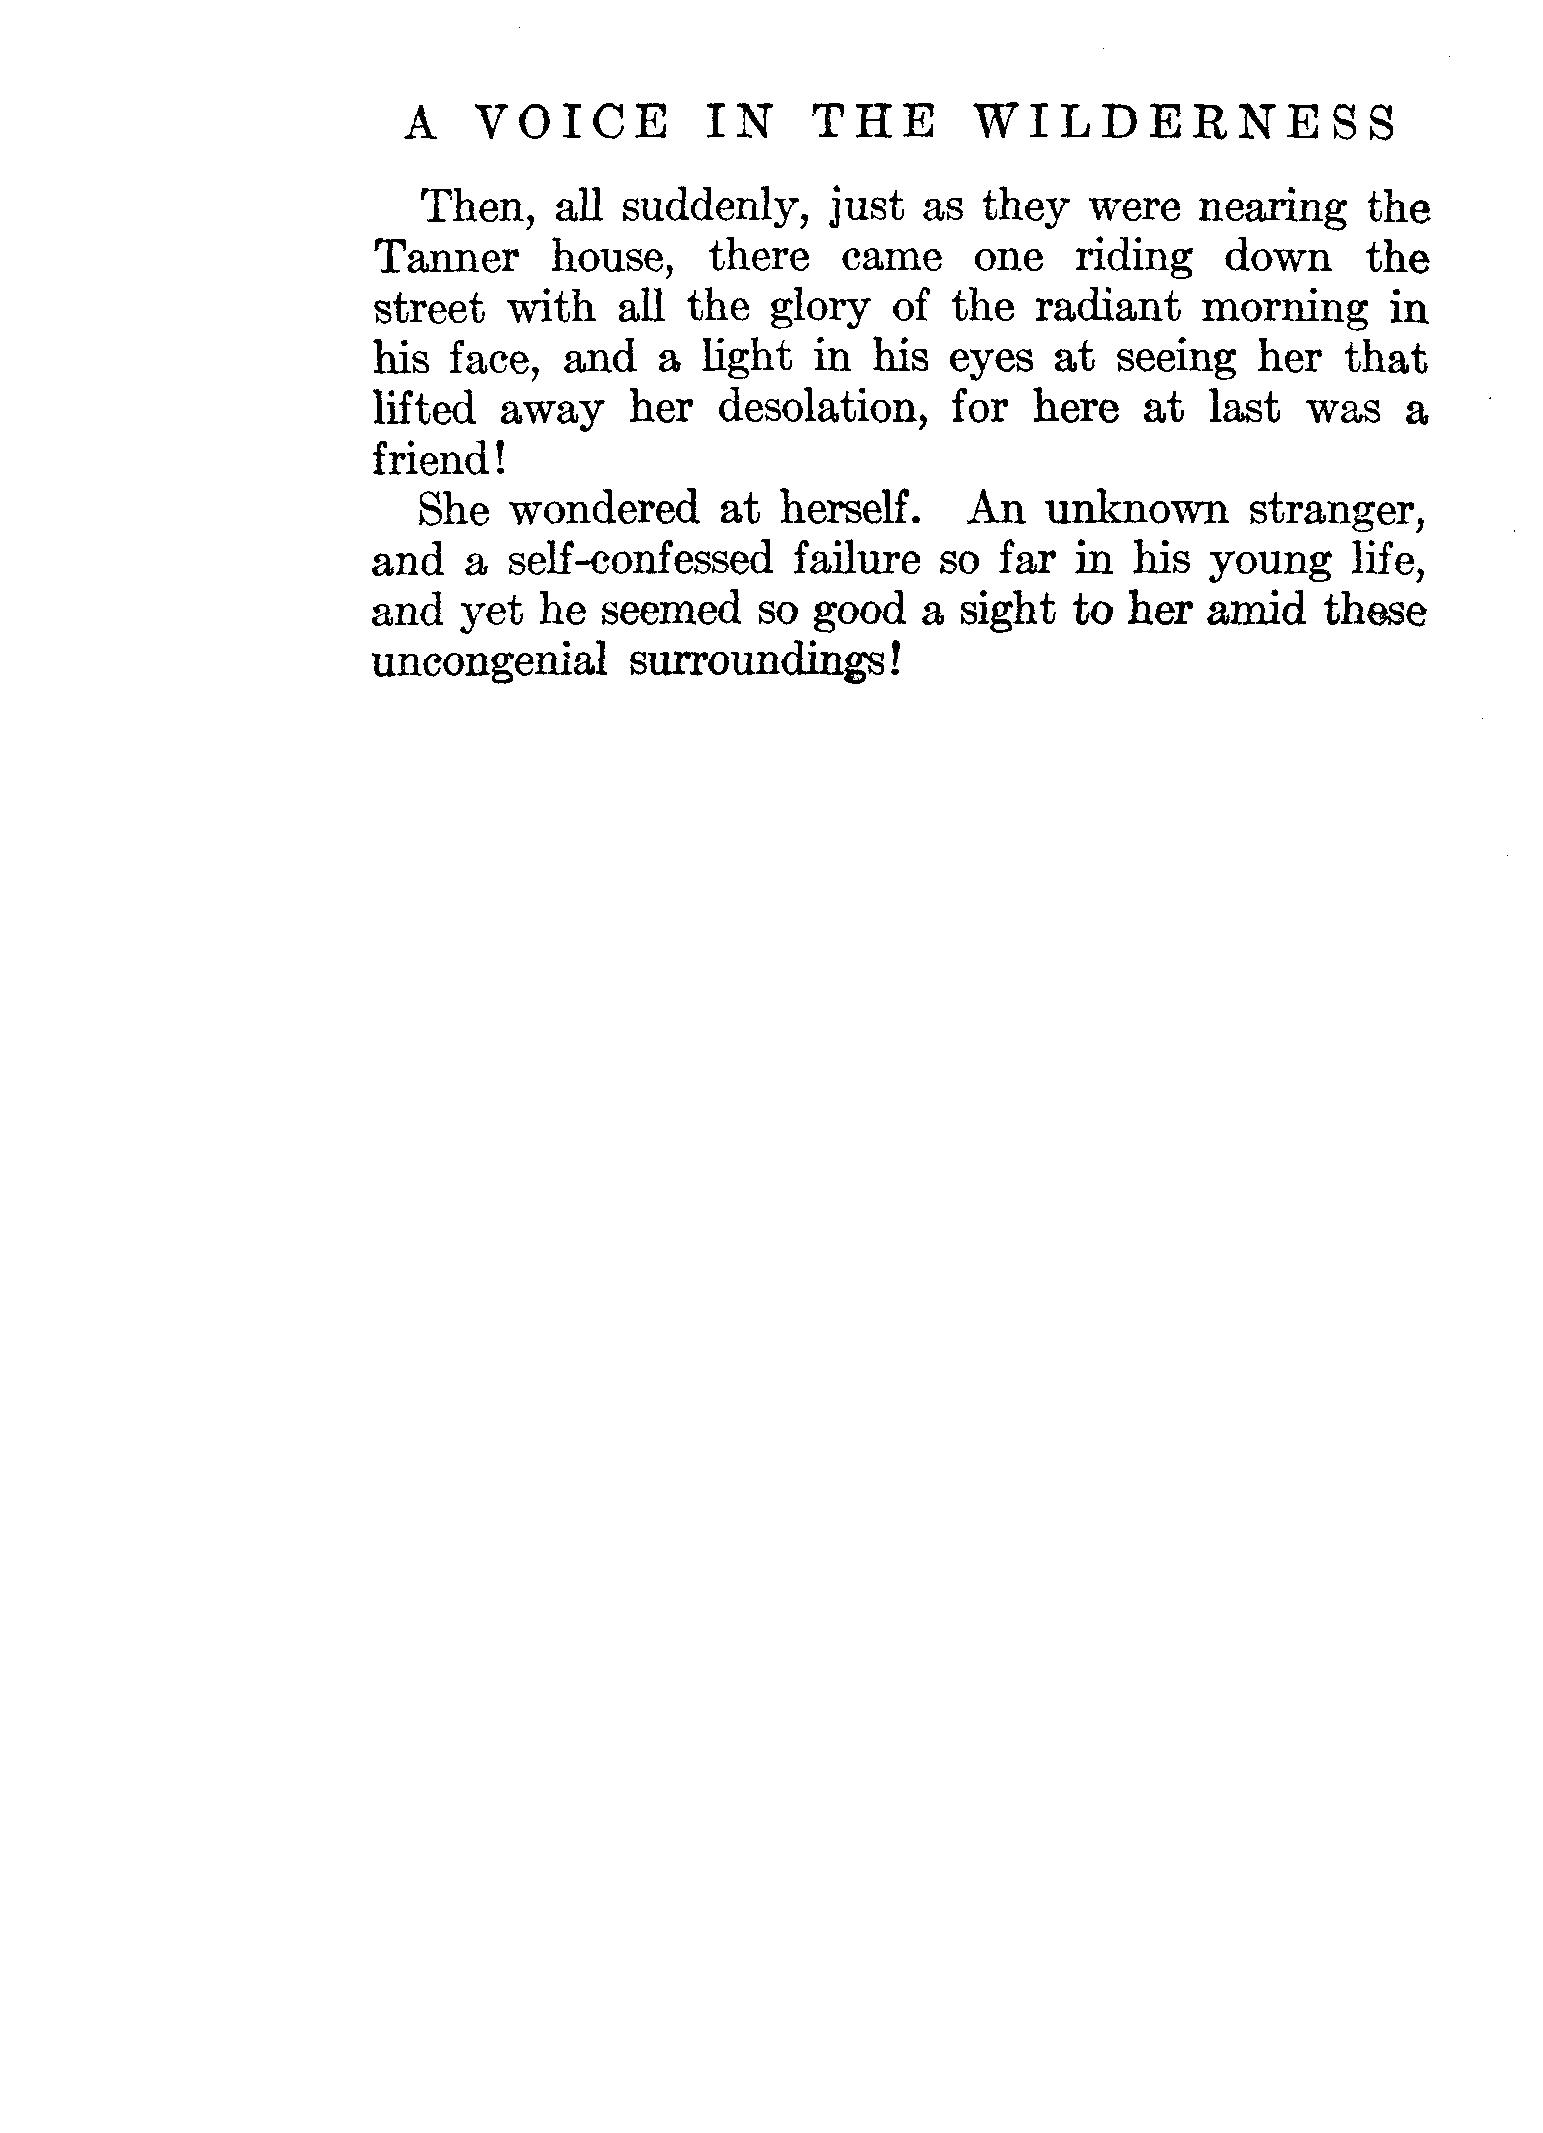 A VOICE IN THE WILDERNESS
Then, all suddenly, just as they were nearing the
Tanner house, there came one riding down the
street with all the glory of the radiant morning in
his face, and a light in his eyes at seeing her that
lifted away her desolation, for here at last was a
friend!
She wondered at herself. An unknown stranger,
and a self-confessed failure so far in his young life,
and yet he seemed so good a sight to her amid these
uncongenial surroundings!